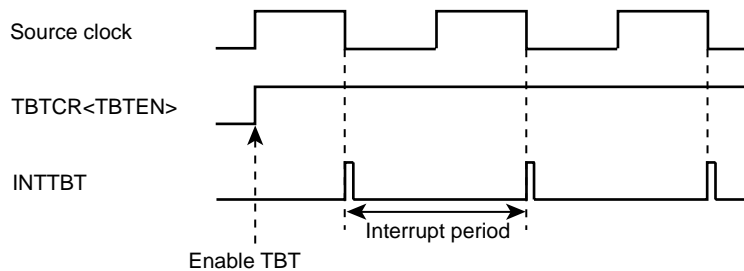 Source clock
TBTCR<TBTEN>
INTTBT
Interrupt period
Enable TBT